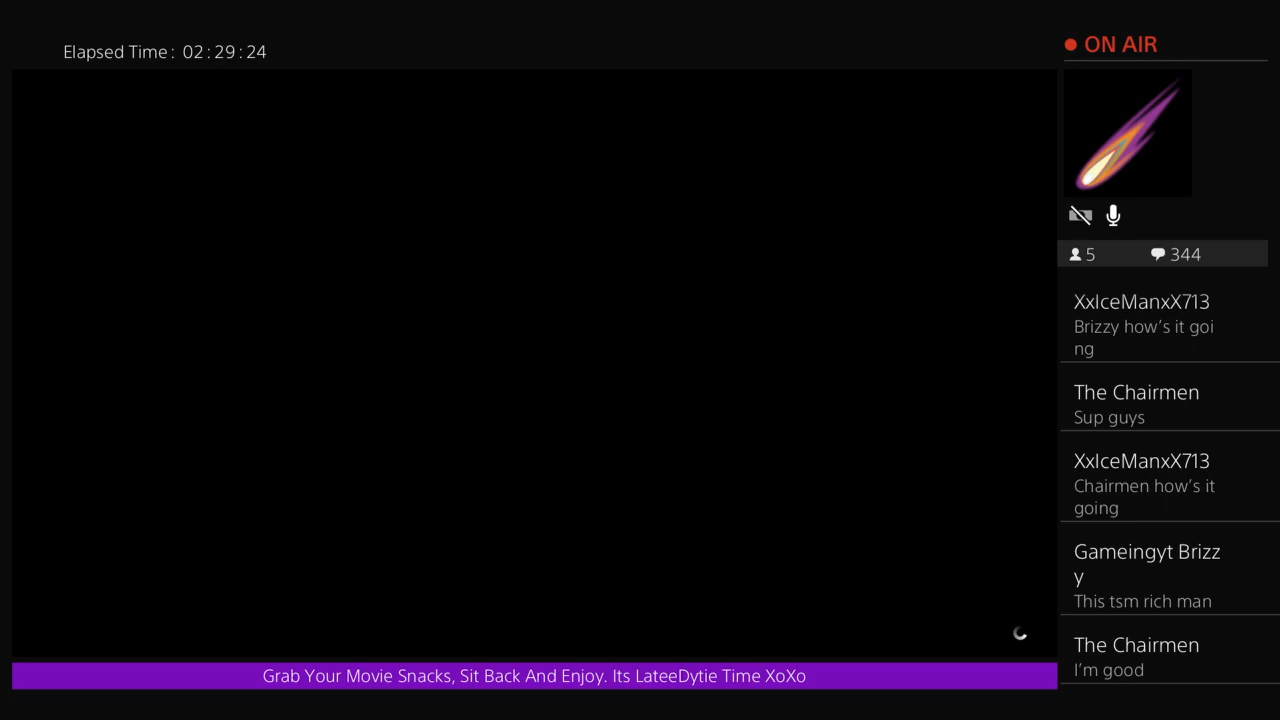 Elapsed Time: 02:29:24
ON AIR
5 344
XxIceManxX713
Brizzy how's it goi
ng
The Chairmen
Sup guys
XxIceManxX713
Chairmen how's it
going
Gameingyt Brizz
y
This tsm rich man
The Chairmen
I'm good
Grab Your Movie Snacks, Sit Back And Enjoy. Its LateeDytie Time XoXo